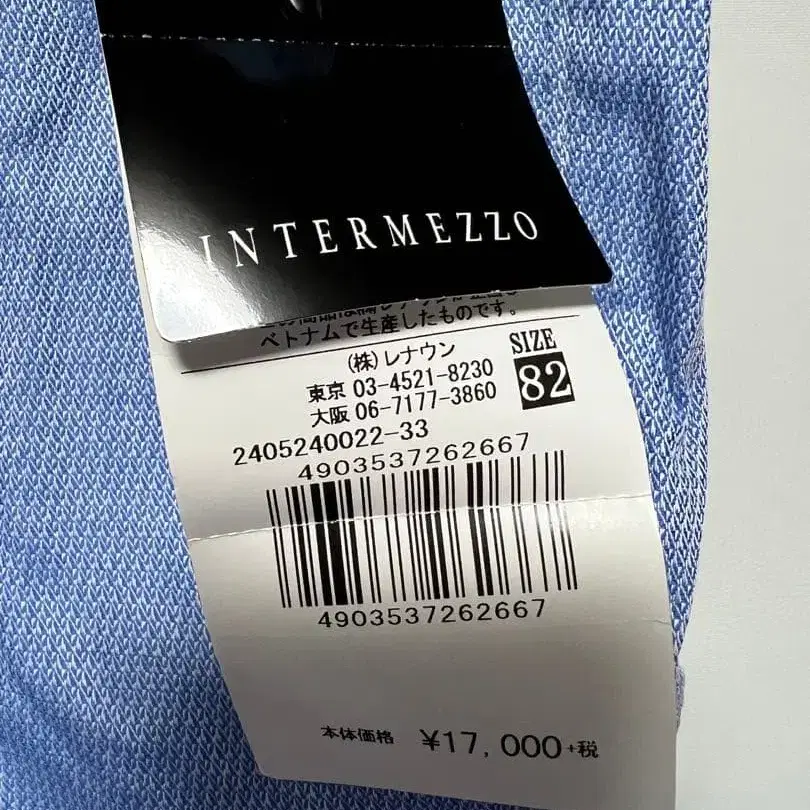 INTERMEZZO
ベトナムで生産したものです。
(株)レナウン
東京 03-4521-8230
大阪 06-7177-3860
SIZE
82
2405240022-33
4903537262667
4903537262667
本体価格 ¥17,000+税